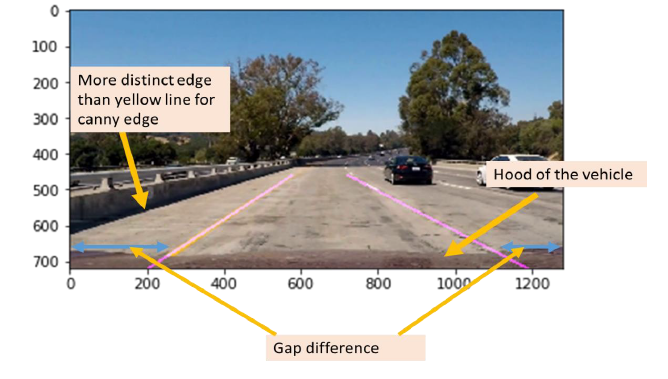 0
100
200
300
400
500
600
700
More distinct edge
than yellow line for
canny edge
Hood of the vehicle
0 200 400 600 800 1000 1200
Gap difference